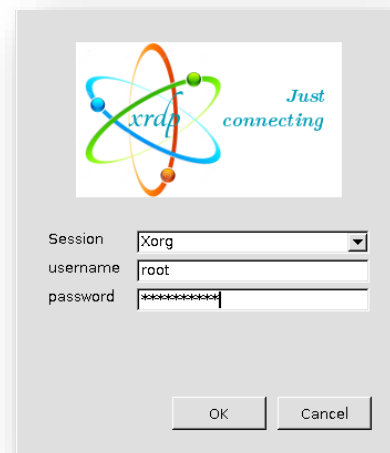 xrdp
Just
connecting
Session Xorg
username root
password **********
OK Cancel